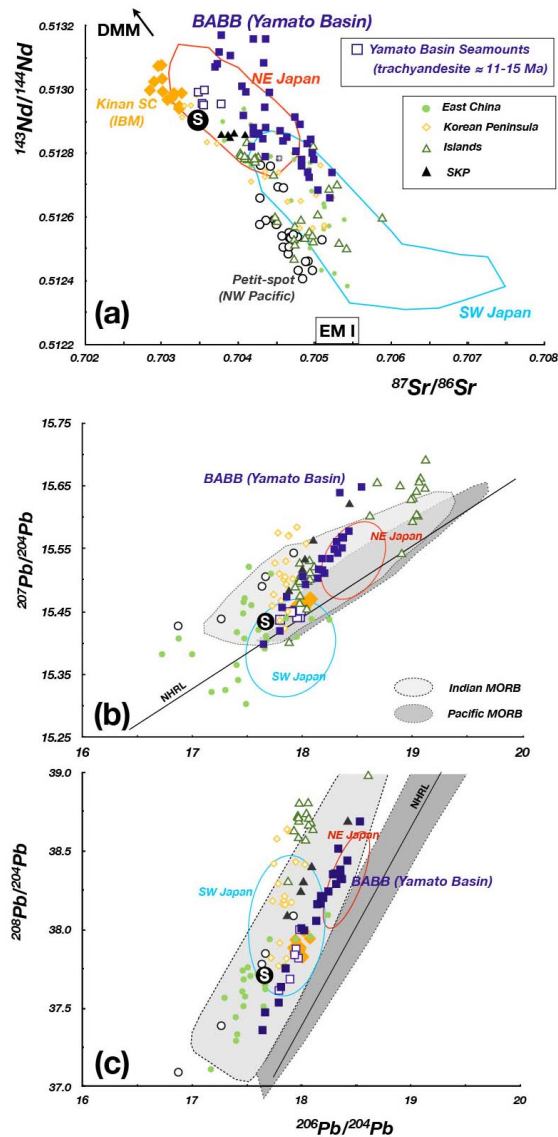 (a)
DMM
BABB (Yamato Basin)
NE Japan
Kinan SC
(IBM)
Yamato Basin Seamounts
(trachyandesite ≈ 11-15 Ma)
East China
Korean Peninsula
Islands
SKP
S
Petit-spot
(NW Pacific)
SW Japan
EM I
143Nd/144Nd
0.5132
0.5130
0.5128
0.5126
0.5124
0.5122
0.702 0.703 0.704 0.705 0.706 0.707 0.708
87Sr/86Sr
15.75
15.65
15.55
15.45
15.35
15.25
207Pb/204Pb
BABB (Yamato Basin)
NE Japan
S
SW Japan
NHRL
Indian MORB
Pacific MORB
(b)
16 17 18 19 20
39.0
38.5
38.0
37.5
37.0
208Pb/204Pb
NHRL
NE Japan
SW Japan
BABB (Yamato Basin)
S
(c)
16 17 18 19 20
206Pb/204Pb